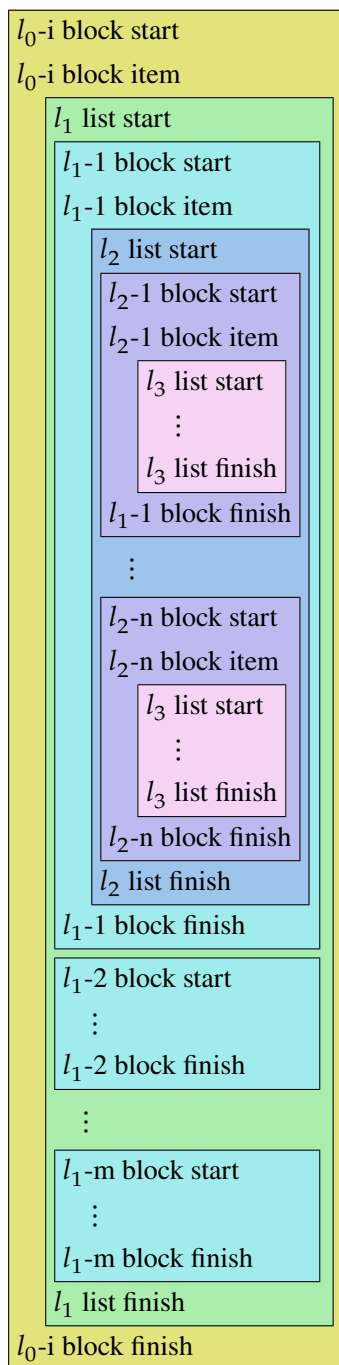 l₀-i block start
l₀-i block item
l₁ list start
l₁-1 block start
l₁-1 block item
l₂ list start
l₂-1 block start
l₂-1 block item
l₃ list start
⋮
l₃ list finish
l₁-1 block finish
⋮
l₂-n block start
l₂-n block item
l₃ list start
⋮
l₃ list finish
l₂-n block finish
l₂ list finish
l₁-1 block finish
l₁-2 block start
⋮
l₁-2 block finish
⋮
l₁-m block start
⋮
l₁-m block finish
l₁ list finish
l₀-i block finish